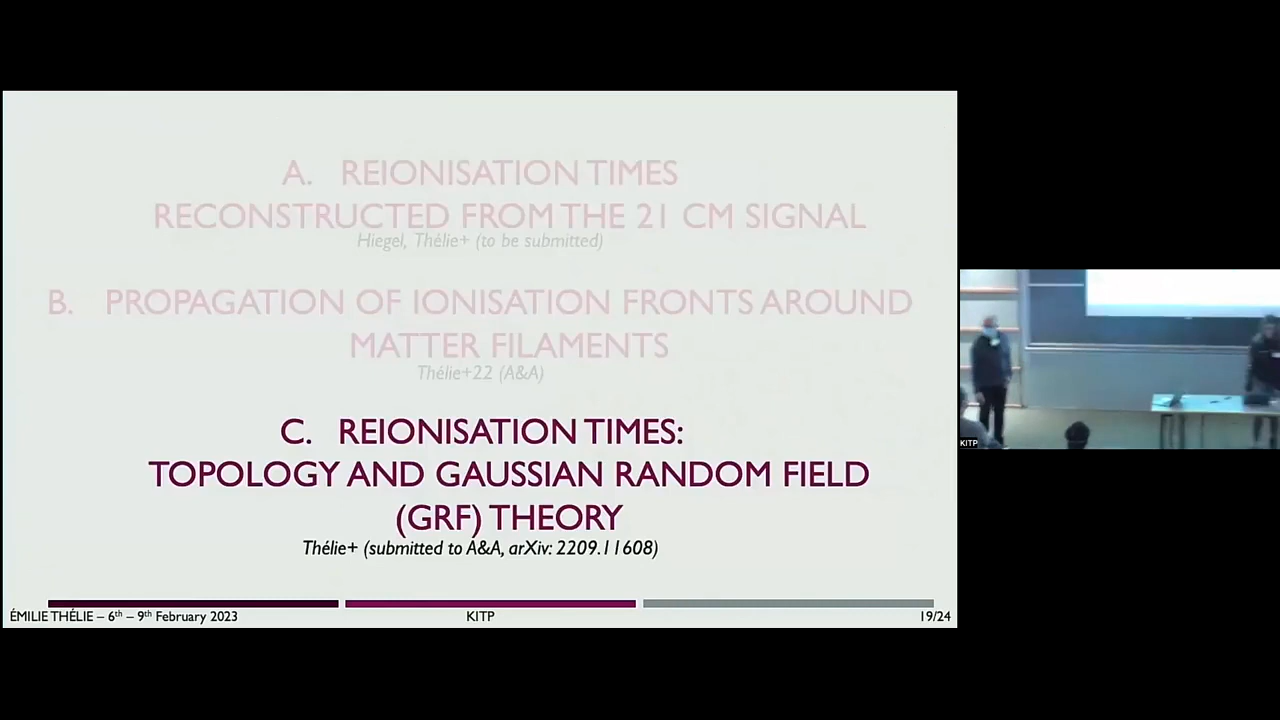 A. REIONISATION TIMES
RECONSTRUCTED FROM THE 21 CM SIGNAL
Hiegel, Thélie+ (to be submitted)
B. PROPAGATION OF IONISATION FRONTS AROUND
MATTER FILAMENTS
Thélie+22 (A&A)
C. REIONISATION TIMES:
TOPOLOGY AND GAUSSIAN RANDOM FIELD
(GRF) THEORY
Thélie+ (submitted to A&A, arXiv: 2209.11608)
ÉMILIE THÉLIE – 6th – 9th February 2023
KITP
19/24
KITP